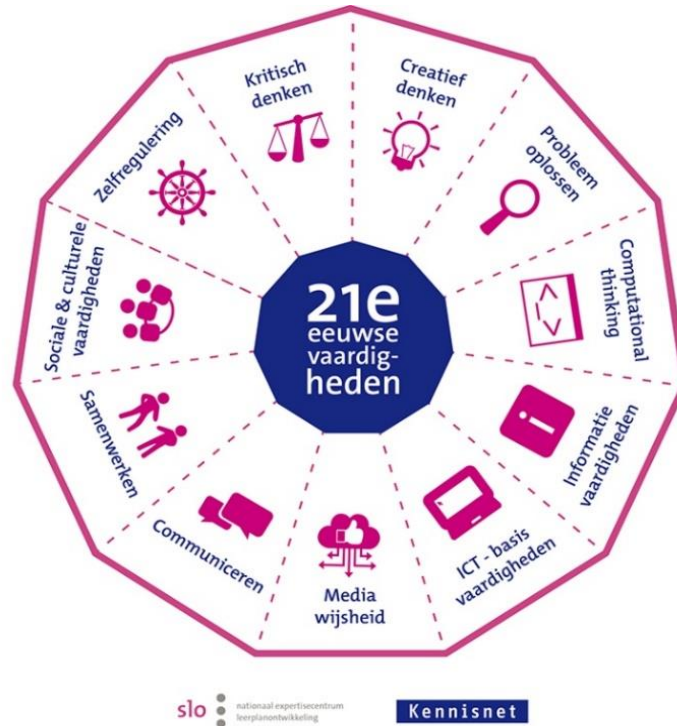 Kritisch
denken
Creatief
denken
Probleem
oplossen
Computational
thinking
Informatie
vaardigheden
ICT - basis
vaardigheden
Media
wijsheid
Communiceren
Samenwerken
Sociale & culturele
vaardigheden
Zelfregulering
21e
eeuwse
vaardig-
heden
slo
nationaal expertisecentrum
leerplanontwikkeling
Kennisnet